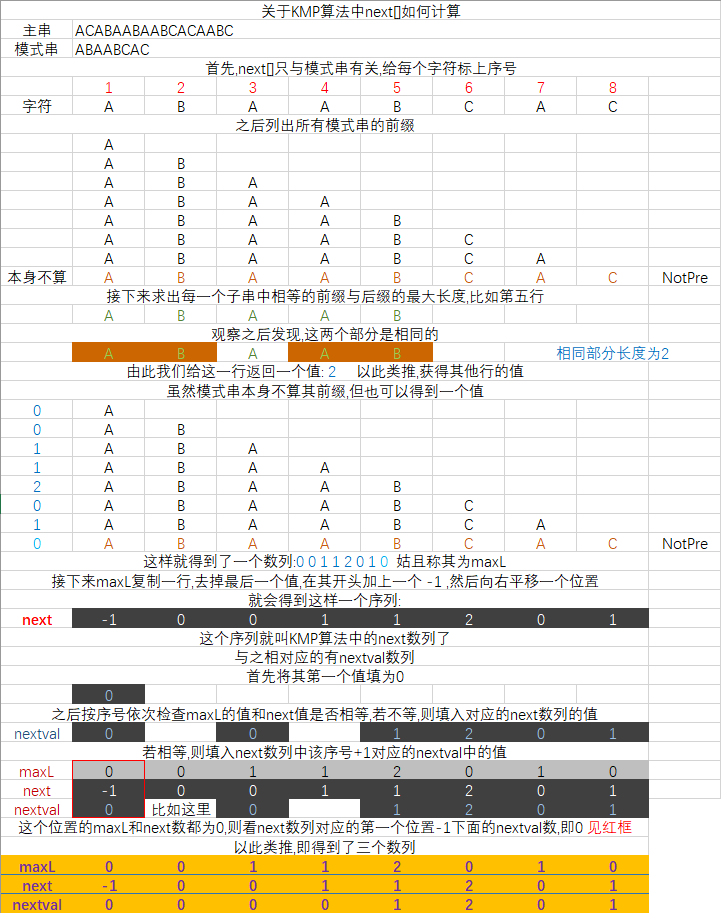 关于KMP算法中next[]如何计算
主串 ACABAABAABCACAABC
模式串 ABAABCAC
首先,next[]只与模式串有关,给每个字符标上序号
1 2 3 4 5 6 7 8
字符 A B A A B C A C
之后列出所有模式串的前缀
A
A B
A B A
A B A A
A B A A B
A B A A B C
A B A A B C A
本身不算 A B A A B C A C NotPre
接下来求出每一个子串中相等的前缀与后缀的最大长度,比如第五行
A B A A B
观察之后发现,这两个部分是相同的
A B A A B 相同部分长度为2
由此我们给这一行返回一个值: 2 以此类推,获得其他行的值
虽然模式串本身不算其前缀,但也可以得到一个值
0 A
0 A B
1 A B A
1 A B A A
2 A B A A B
0 A B A A B C
1 A B A A B C A
0 A B A A B C A C NotPre
这样就得到了一个数列:0 0 1 1 2 0 1 0 姑且称其为maxL
接下来maxL复制一行,去掉最后一个值,在其开头加上一个 -1 ,然后向右平移一个位置
就会得到这样一个序列:
next -1 0 0 1 1 2 0 1
这个序列就叫KMP算法中的next数列了
与之相对应的有nextval数列
首先将其第一个值填为0
0
之后按序号依次检查maxL的值和next值是否相等,若不等,则填入对应的next数列的值
nextval 0 0 1 2 0 1
若相等,则填入next数列中该序号+1对应的nextval中的值
maxL 0 0 1 1 2 0 1 0
next -1 0 0 1 1 2 0 1
nextval 0 比如这里 0 1 2 0 1
这个位置的maxL和next数都为0,则看next数列对应的第一个位置-1下面的nextval数,即0 见红框
以此类推,即得到了三个数列
maxL 0 0 1 1 2 0 1 0
next -1 0 0 1 1 2 0 1
nextval 0 0 0 0 1 2 0 1